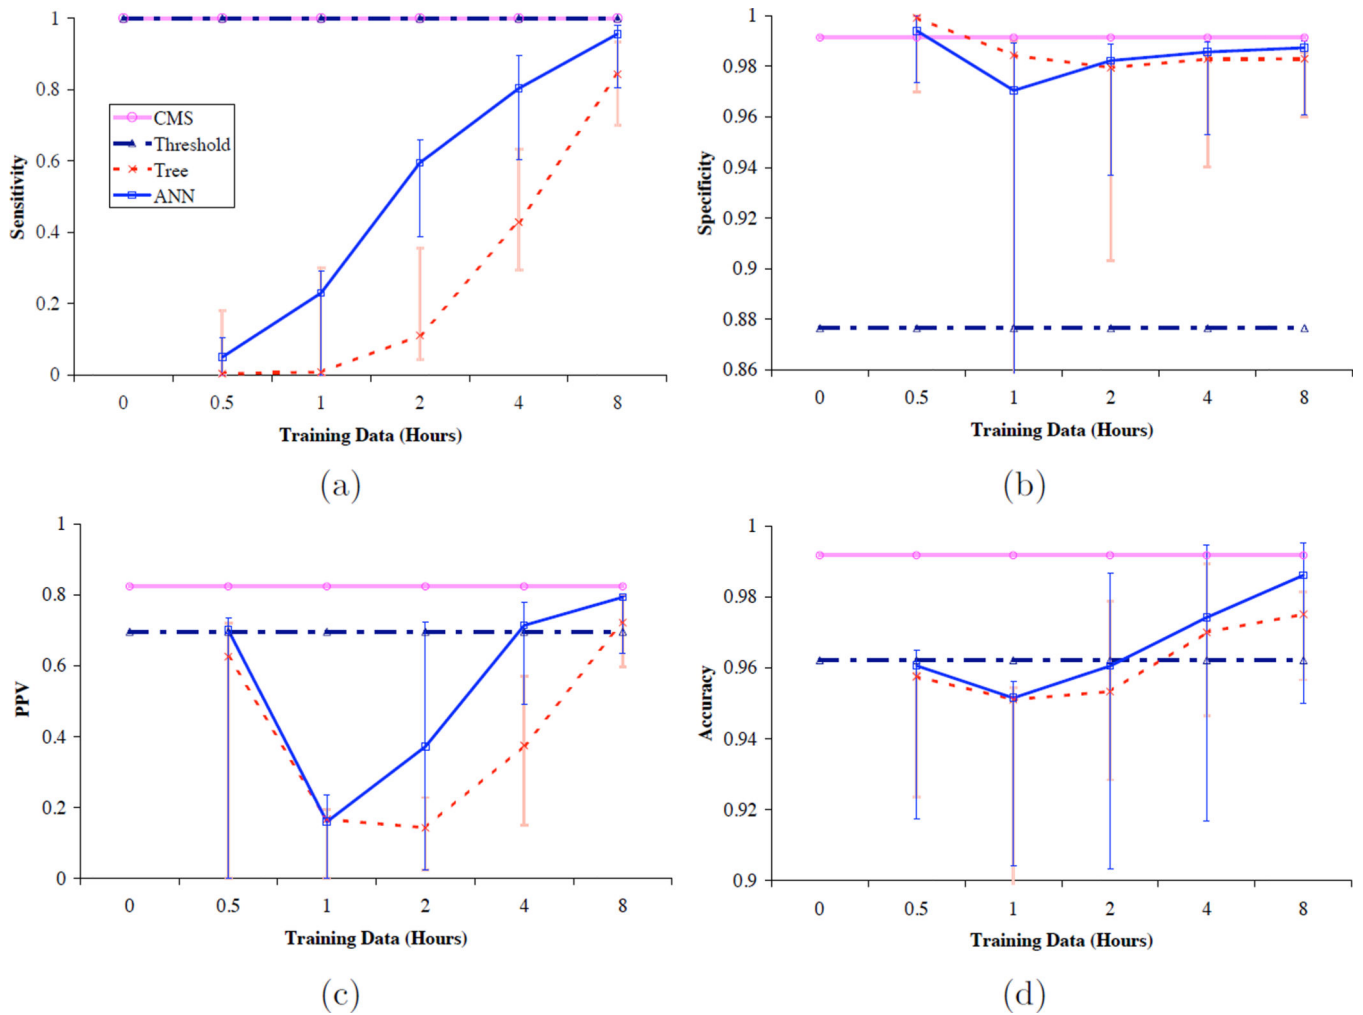 1
0.8
0.6
0.4
0.2
0
Sensitivity
CMS
Threshold
Tree
ANN
0 0.5 1 2 4 8
Training Data (Hours)
(a)
1
0.98
0.96
0.94
0.92
0.9
0.88
0.86
Specificity
0 0.5 1 2 4 8
Training Data (Hours)
(b)
1
0.8
0.6
0.4
0.2
0
PPV
0 0.5 1 2 4 8
Training Data (Hours)
(c)
1
0.98
0.96
0.94
0.92
0.9
Accuracy
0 0.5 1 2 4 8
Training Data (Hours)
(d)